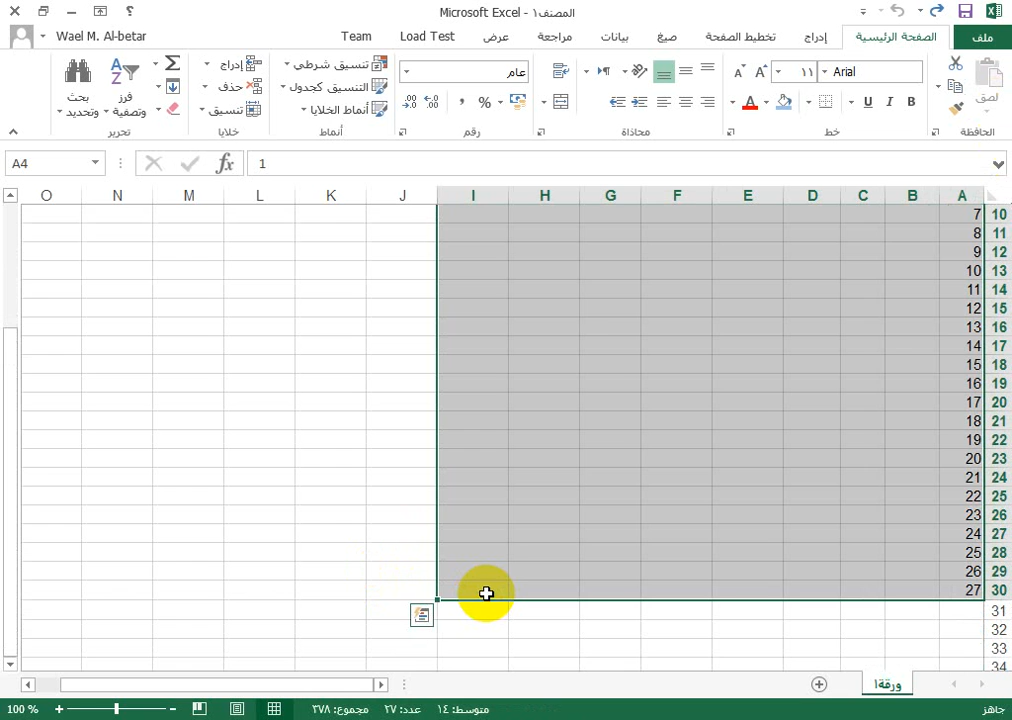 المصنف١ - Microsoft Excel
ملف
الصفحة الرئيسية
إدراج
تخطيط الصفحة
صيغ
بيانات
مراجعة
عرض
Load Test
Team
Wael M. Al-betar
لصق
الحافظة
Arial
١١
B I U
A A
A
خط
محاذاة
عام
%
رقم
تنسيق شرطي
التنسيق كجدول
أنماط الخلايا
أنماط
إدراج
حذف
تنسيق
خلايا
فرز
وتصفية
بحث
وتحديد
تحرير
A4
fx
1
A B C D E F G H I J K L M N O
7 10
8 11
9 12
10 13
11 14
12 15
13 16
14 17
15 18
16 19
17 20
18 21
19 22
20 23
21 24
22 25
23 26
24 27
25 28
26 29
27 30
31
32
33
34
ورقة١
جاهز
متوسط: ١٤
عدد: ٢٧
مجموع: ٣٧٨
100 %